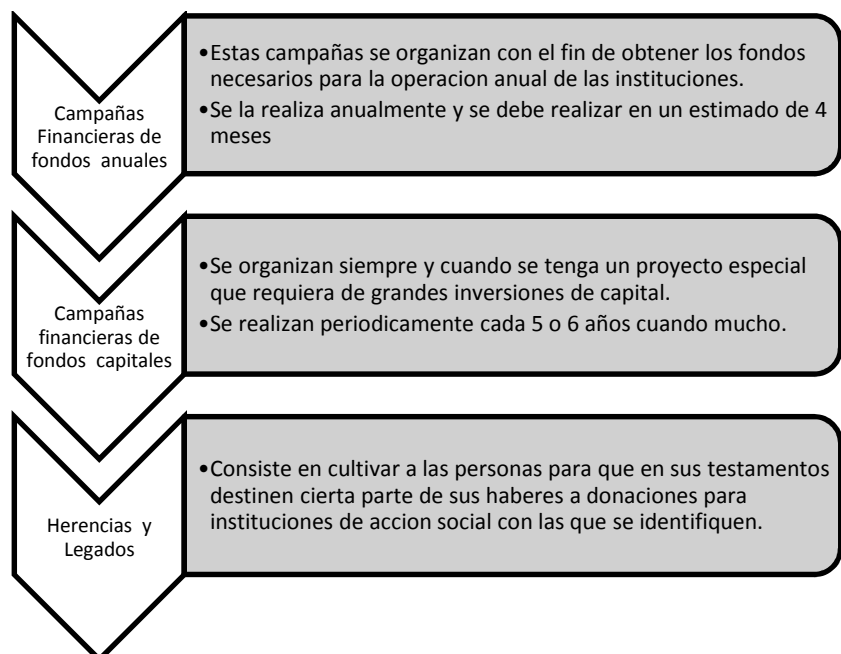 Campañas
Financieras de
fondos anuales
•Estas campañas se organizan con el fin de obtener los fondos
necesarios para la operacion anual de las instituciones.
•Se la realiza anualmente y se debe realizar en un estimado de 4
meses
Campañas
financieras de
fondos capitales
•Se organizan siempre y cuando se tenga un proyecto especial
que requiera de grandes inversiones de capital.
•Se realizan periodicamente cada 5 o 6 años cuando mucho.
Herencias y
Legados
•Consiste en cultivar a las personas para que en sus testamentos
destinen cierta parte de sus haberes a donaciones para
instituciones de accion social con las que se identifiquen.